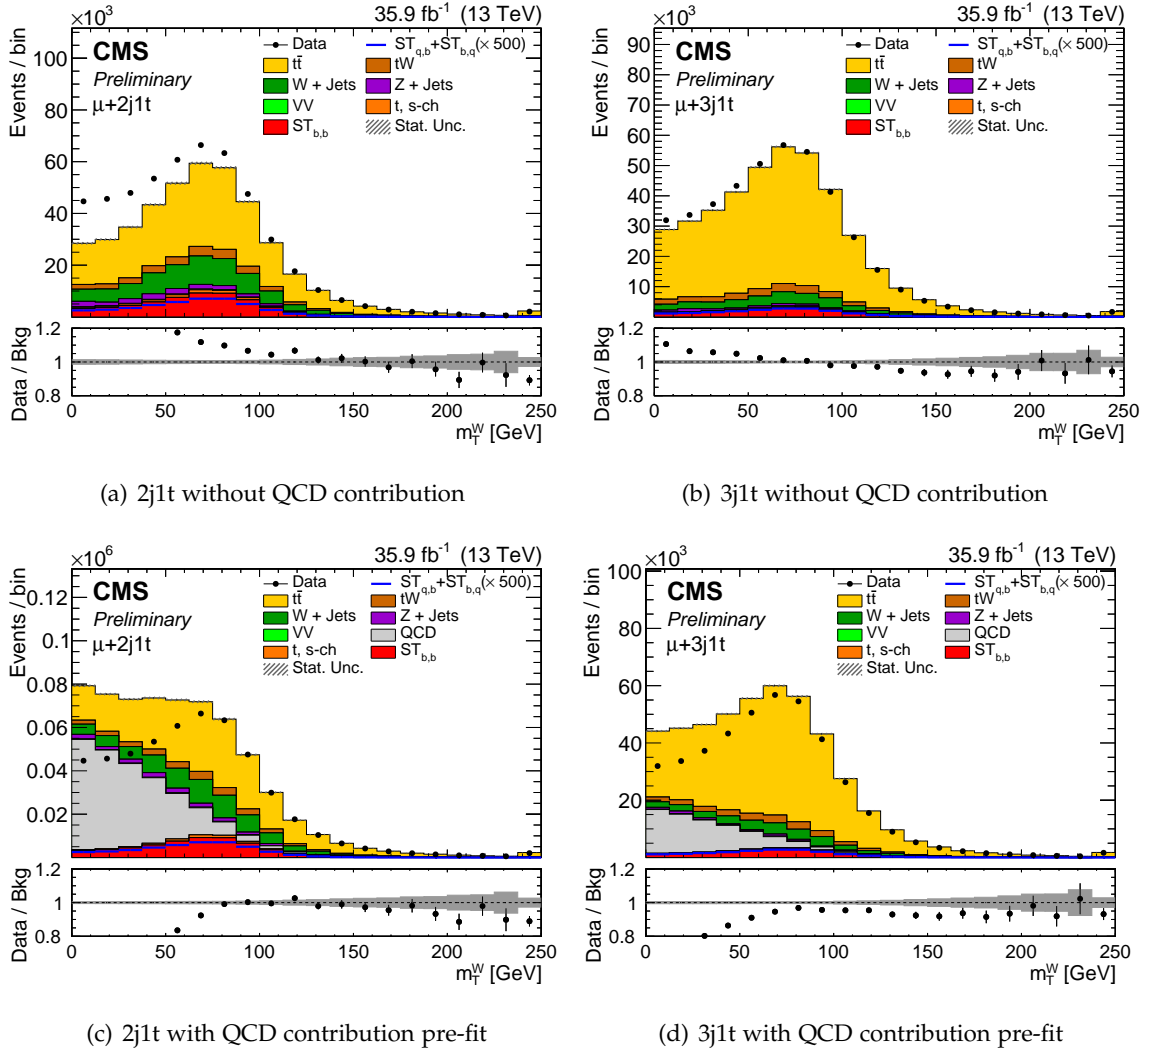 ×10³ 35.9 fb⁻¹ (13 TeV)
CMS
Preliminary
μ+2j1t
Data
tt̄
W + Jets
VV
ST_b,b
ST_q,b+ST_b,q(× 500)
tW
Z + Jets
t, s-ch
Stat. Unc.
Events / bin
100
80
60
40
20
Data / Bkg
1.2
1
0.8
0 50 100 150 200 250
m_T^W [GeV]
(a) 2j1t without QCD contribution
×10³ 35.9 fb⁻¹ (13 TeV)
CMS
Preliminary
μ+3j1t
Data
tt̄
W + Jets
VV
ST_b,b
ST_q,b+ST_b,q(× 500)
tW
Z + Jets
t, s-ch
Stat. Unc.
Events / bin
90
80
70
60
50
40
30
20
10
Data / Bkg
1.2
1
0.8
0 50 100 150 200 250
m_T^W [GeV]
(b) 3j1t without QCD contribution
×10⁶ 35.9 fb⁻¹ (13 TeV)
CMS
Preliminary
μ+2j1t
Data
tt̄
W + Jets
VV
t, s-ch
Stat. Unc.
ST_q,b+ST_b,q(× 500)
tW
Z + Jets
QCD
ST_b,b
Events / bin
0.12
0.1
0.08
0.06
0.04
0.02
Data / Bkg
1.2
1
0.8
0 50 100 150 200 250
m_T^W [GeV]
(c) 2j1t with QCD contribution pre-fit
×10³ 35.9 fb⁻¹ (13 TeV)
CMS
Preliminary
μ+3j1t
Data
tt̄
W + Jets
VV
t, s-ch
Stat. Unc.
ST_q,b+ST_b,q(× 500)
tW
Z + Jets
QCD
ST_b,b
Events / bin
100
80
60
40
20
Data / Bkg
1.2
1
0.8
0 50 100 150 200 250
m_T^W [GeV]
(d) 3j1t with QCD contribution pre-fit